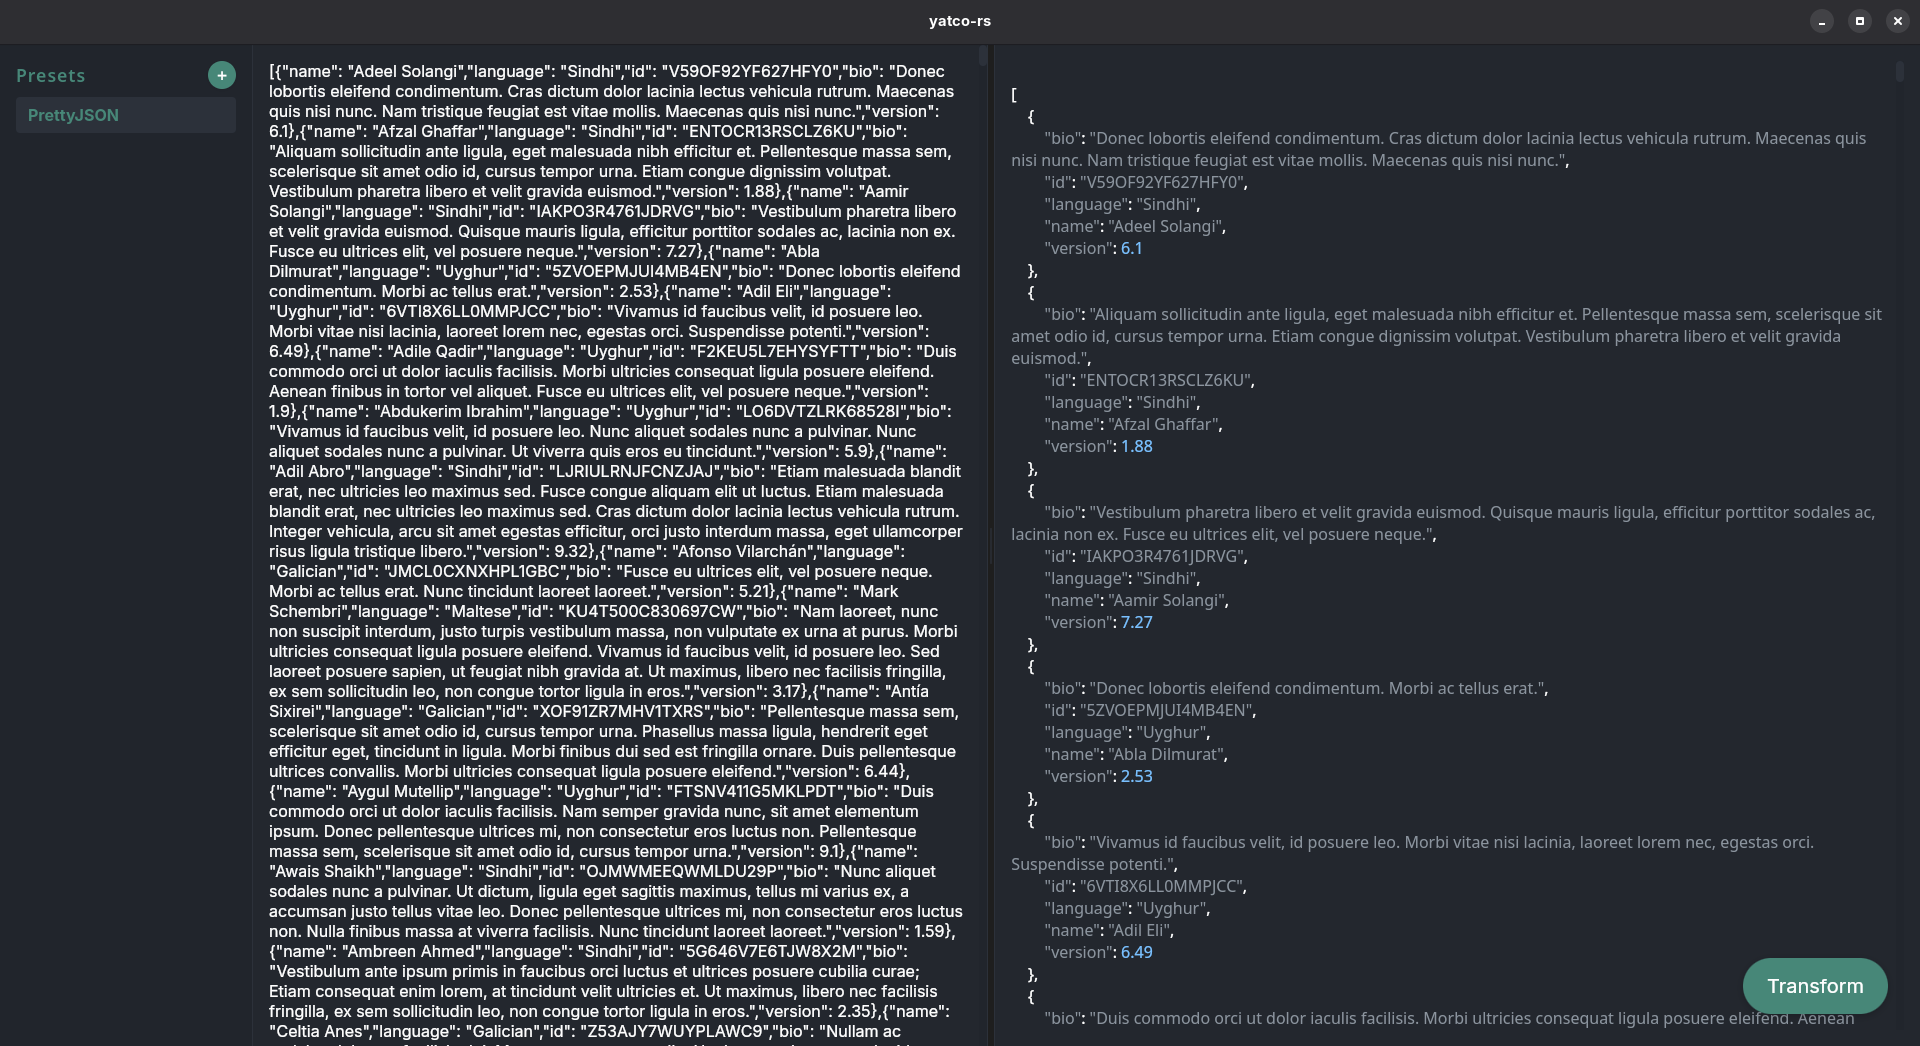 yatco-rs
Presets
+
PrettyJSON
[{"name": "Adeel Solangi","language": "Sindhi","id": "V59OF92YF627HFY0","bio": "Donec
lobortis eleifend condimentum. Cras dictum dolor lacinia lectus vehicula rutrum. Maecenas
quis nisi nunc. Nam tristique feugiat est vitae mollis. Maecenas quis nisi nunc.","version":
6.1},{"name": "Afzal Ghaffar","language": "Sindhi","id": "ENTOCR13RSCLZ6KU","bio":
"Aliquam sollicitudin ante ligula, eget malesuada nibh efficitur et. Pellentesque massa sem,
scelerisque sit amet odio id, cursus tempor urna. Etiam congue dignissim volutpat.
Vestibulum pharetra libero et velit gravida euismod.","version": 1.88},{"name": "Aamir
Solangi","language": "Sindhi","id": "IAKPO3R4761JDRVG","bio": "Vestibulum pharetra libero
et velit gravida euismod. Quisque mauris ligula, efficitur porttitor sodales ac, lacinia non ex.
Fusce eu ultrices elit, vel posuere neque.","version": 7.27},{"name": "Abla
Dilmurat","language": "Uyghur","id": "5ZVOEPMJUI4MB4EN","bio": "Donec lobortis eleifend
condimentum. Morbi ac tellus erat.","version": 2.53},{"name": "Adil Eli","language":
"Uyghur","id": "6VTI8X6LL0MMPJCC","bio": "Vivamus id faucibus velit, id posuere leo.
Morbi vitae nisi lacinia, laoreet lorem nec, egestas orci. Suspendisse potenti.","version":
6.49},{"name": "Adile Qadir","language": "Uyghur","id": "F2KEU5L7EHYSYFTT","bio": "Duis
commodo orci ut dolor iaculis facilisis. Morbi ultricies consequat ligula posuere eleifend.
Aenean finibus in tortor vel aliquet. Fusce eu ultrices elit, vel posuere neque.","version":
1.9},{"name": "Abdukerim Ibrahim","language": "Uyghur","id": "LO6DVTZLRK68528I","bio":
"Vivamus id faucibus velit, id posuere leo. Nunc aliquet sodales nunc a pulvinar. Nunc
aliquet sodales nunc a pulvinar. Ut viverra quis eros eu tincidunt.","version": 5.9},{"name":
"Adil Abro","language": "Sindhi","id": "LJRIULRNJFCNZJAJ","bio": "Etiam malesuada blandit
erat, nec ultricies leo maximus sed. Fusce congue aliquam elit ut luctus. Etiam malesuada
blandit erat, nec ultricies leo maximus sed. Cras dictum dolor lacinia lectus vehicula rutrum.
Integer vehicula, arcu sit amet egestas efficitur, orci justo interdum massa, eget ullamcorper
risus ligula tristique libero.","version": 9.32},{"name": "Afonso Vilarchán","language":
"Galician","id": "JMCL0CXNXHPL1GBC","bio": "Fusce eu ultrices elit, vel posuere neque.
Morbi ac tellus erat. Nunc tincidunt laoreet laoreet.","version": 5.21},{"name": "Mark
Schembri","language": "Maltese","id": "KU4T500C830697CW","bio": "Nam laoreet, nunc
non suscipit interdum, justo turpis vestibulum massa, non vulputate ex urna at purus. Morbi
ultricies consequat ligula posuere eleifend. Vivamus id faucibus velit, id posuere leo. Sed
laoreet posuere sapien, ut feugiat nibh gravida at. Ut maximus, libero nec facilisis fringilla,
ex sem sollicitudin leo, non congue tortor ligula in eros.","version": 3.17},{"name": "Antía
Sixirei","language": "Galician","id": "XOF91ZR7MHV1TXRS","bio": "Pellentesque massa sem,
scelerisque sit amet odio id, cursus tempor urna. Phasellus massa ligula, hendrerit eget
efficitur eget, tincidunt in ligula. Morbi finibus dui sed est fringilla ornare. Duis pellentesque
ultrices convallis. Morbi ultricies consequat ligula posuere eleifend.","version": 6.44},
{"name": "Aygul Mutellip","language": "Uyghur","id": "FTSNV411G5MKLPDT","bio": "Duis
commodo orci ut dolor iaculis facilisis. Nam semper gravida nunc, sit amet elementum
ipsum. Donec pellentesque ultrices mi, non consectetur eros luctus non. Pellentesque
massa sem, scelerisque sit amet odio id, cursus tempor urna.","version": 9.1},{"name":
"Awais Shaikh","language": "Sindhi","id": "OJMWMEEQWMLDU29P","bio": "Nunc aliquet
sodales nunc a pulvinar. Ut dictum, ligula eget sagittis maximus, tellus mi varius ex, a
accumsan justo tellus vitae leo. Donec pellentesque ultrices mi, non consectetur eros luctus
non. Nulla finibus massa at viverra facilisis. Nunc tincidunt laoreet laoreet.","version": 1.59},
{"name": "Ambreen Ahmed","language": "Sindhi","id": "5G646V7E6TJW8X2M","bio":
"Vestibulum ante ipsum primis in faucibus orci luctus et ultrices posuere cubilia curae;
Etiam consequat enim lorem, at tincidunt velit ultricies et. Ut maximus, libero nec facilisis
fringilla, ex sem sollicitudin leo, non congue tortor ligula in eros.","version": 2.35},{"name":
"Celtia Anes","language": "Galician","id": "Z53AJY7WUYPLAWC9","bio": "Nullam ac
[
{
"bio": "Donec lobortis eleifend condimentum. Cras dictum dolor lacinia lectus vehicula rutrum. Maecenas quis
nisi nunc. Nam tristique feugiat est vitae mollis. Maecenas quis nisi nunc.",
"id": "V59OF92YF627HFY0",
"language": "Sindhi",
"name": "Adeel Solangi",
"version": 6.1
},
{
"bio": "Aliquam sollicitudin ante ligula, eget malesuada nibh efficitur et. Pellentesque massa sem, scelerisque sit
amet odio id, cursus tempor urna. Etiam congue dignissim volutpat. Vestibulum pharetra libero et velit gravida
euismod.",
"id": "ENTOCR13RSCLZ6KU",
"language": "Sindhi",
"name": "Afzal Ghaffar",
"version": 1.88
},
{
"bio": "Vestibulum pharetra libero et velit gravida euismod. Quisque mauris ligula, efficitur porttitor sodales ac,
lacinia non ex. Fusce eu ultrices elit, vel posuere neque.",
"id": "IAKPO3R4761JDRVG",
"language": "Sindhi",
"name": "Aamir Solangi",
"version": 7.27
},
{
"bio": "Donec lobortis eleifend condimentum. Morbi ac tellus erat.",
"id": "5ZVOEPMJUI4MB4EN",
"language": "Uyghur",
"name": "Abla Dilmurat",
"version": 2.53
},
{
"bio": "Vivamus id faucibus velit, id posuere leo. Morbi vitae nisi lacinia, laoreet lorem nec, egestas orci.
Suspendisse potenti.",
"id": "6VTI8X6LL0MMPJCC",
"language": "Uyghur",
"name": "Adil Eli",
"version": 6.49
},
{
"bio": "Duis commodo orci ut dolor iaculis facilisis. Morbi ultricies consequat ligula posuere eleifend. Aenean
Transform